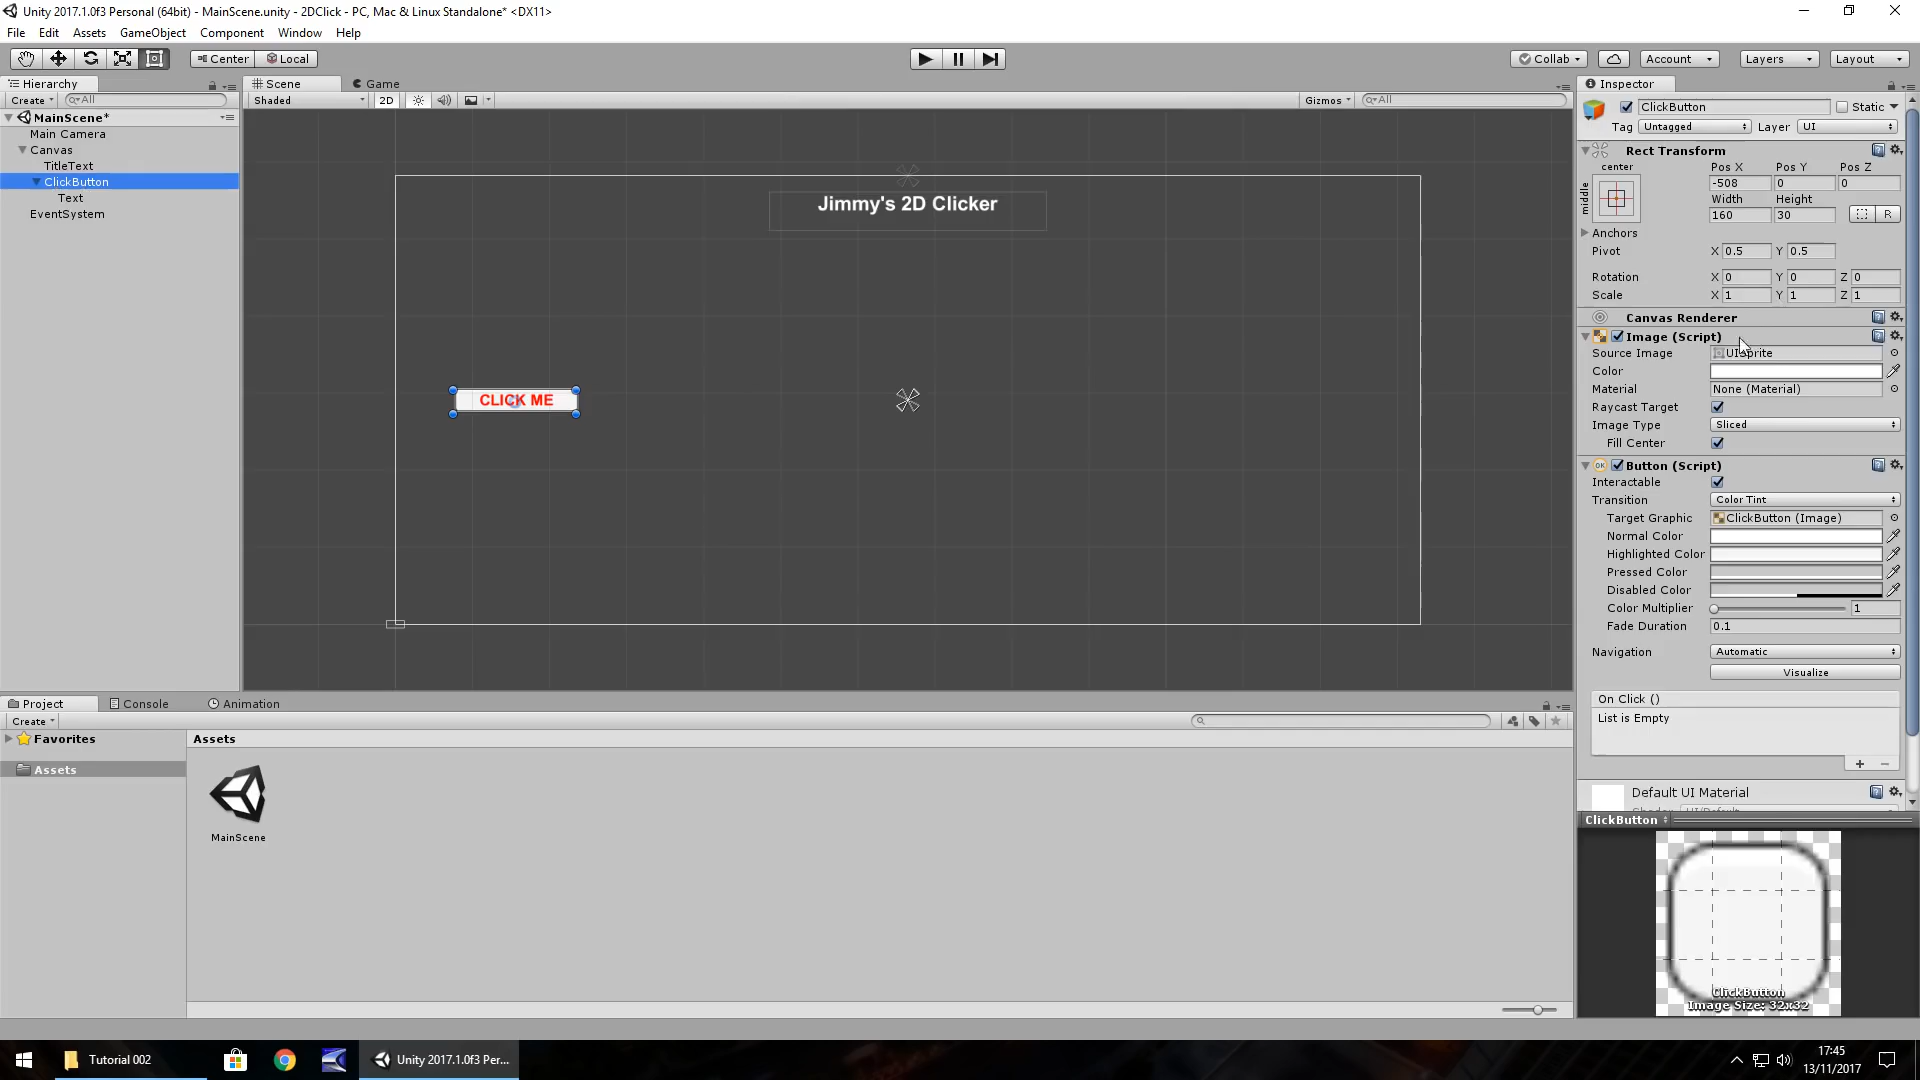 Unity 2017.1.0f3 Personal (64bit) - MainScene.unity - 2DClick - PC, Mac & Linux Standalone* <DX11>
File Edit Assets GameObject Component Window Help
Center Local Collab Account Layers Layout
Hierarchy Scene Game Inspector
Create All Shaded 2D Gizmos All
ClickButton Static
MainScene*
Tag Untagged Layer UI
Main Camera
Canvas
TitleText
ClickButton
Text
EventSystem
Jimmy's 2D Clicker
CLICK ME
Rect Transform
center Pos X Pos Y Pos Z
middle -508 0 0
Width Height
160 30 R
Anchors
Pivot X 0.5 Y 0.5
Rotation X 0 Y 0 Z 0
Scale X 1 Y 1 Z 1
Canvas Renderer
Image (Script)
Source Image UISprite
Color
Material None (Material)
Raycast Target
Image Type Sliced
Fill Center
OK Button (Script)
Interactable
Transition Color Tint
Target Graphic ClickButton (Image)
Normal Color
Highlighted Color
Pressed Color
Disabled Color
Color Multiplier 1
Fade Duration 0.1
Navigation Automatic
Visualize
On Click ()
List is Empty
+ -
Default UI Material
Shader UI/Default
ClickButton
ClickButton
Image Size: 32x32
Project Console Animation
Create
Favorites Assets
Assets
MainScene
Tutorial 002
Unity 2017.1.0f3 Per...
17:45
13/11/2017